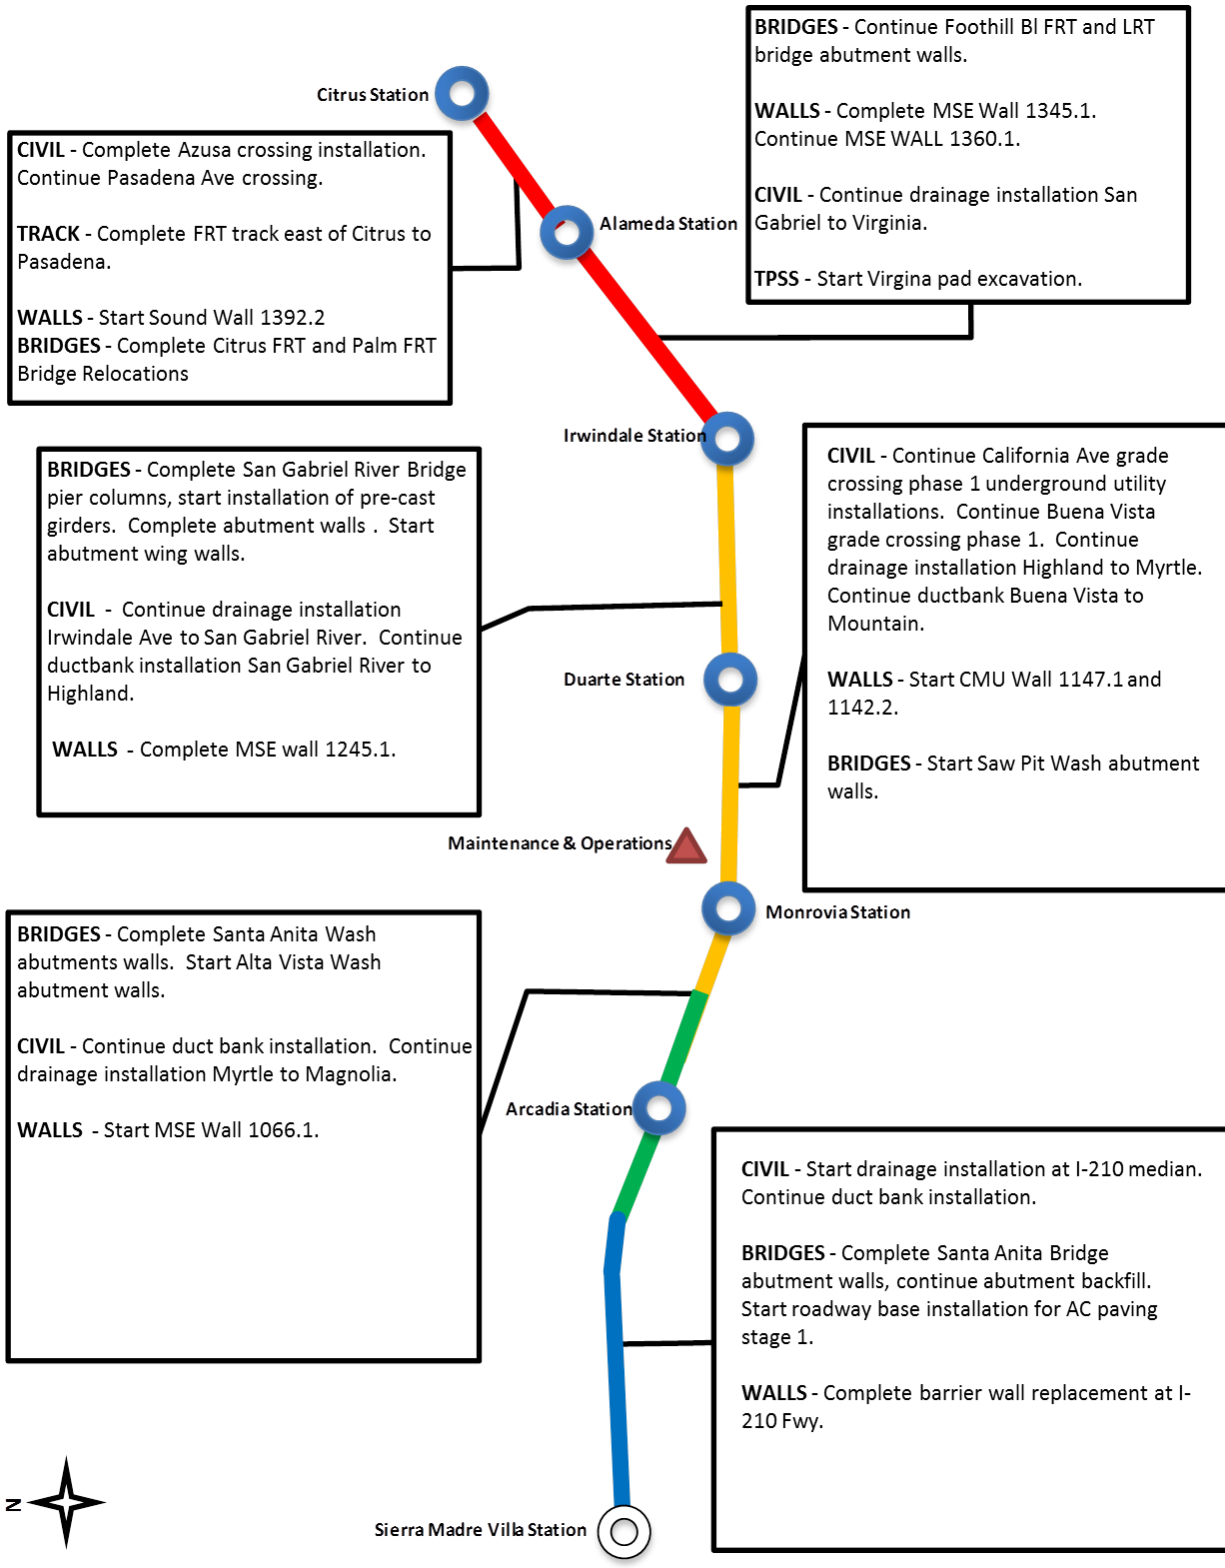 BRIDGES - Continue Foothill Bl FRT and LRT
bridge abutment walls.
WALLS - Complete MSE Wall 1345.1.
Continue MSE WALL 1360.1.
CIVIL - Continue drainage installation San
Gabriel to Virginia.
TPSS - Start Virgina pad excavation.
Citrus Station
CIVIL - Complete Azusa crossing installation.
Continue Pasadena Ave crossing.
TRACK - Complete FRT track east of Citrus to
Pasadena.
WALLS - Start Sound Wall 1392.2
BRIDGES - Complete Citrus FRT and Palm FRT
Bridge Relocations
Alameda Station
Irwindale Station
BRIDGES - Complete San Gabriel River Bridge
pier columns, start installation of pre-cast
girders.  Complete abutment walls .  Start
abutment wing walls.
CIVIL  -  Continue drainage installation
Irwindale Ave to San Gabriel River.  Continue
ductbank installation San Gabriel River to
Highland.
WALLS  - Complete MSE wall 1245.1.
CIVIL - Continue California Ave grade
crossing phase 1 underground utility
installations.  Continue Buena Vista
grade crossing phase 1.  Continue
drainage installation Highland to Myrtle.
Continue ductbank Buena Vista to
Mountain.
WALLS - Start CMU Wall 1147.1 and
1142.2.
BRIDGES - Start Saw Pit Wash abutment
walls.
Duarte Station
Maintenance & Operations
Monrovia Station
BRIDGES - Complete Santa Anita Wash
abutments walls.  Start Alta Vista Wash
abutment walls.
CIVIL - Continue duct bank installation.  Continue
drainage installation Myrtle to Magnolia.
WALLS  - Start MSE Wall 1066.1.
Arcadia Station
CIVIL - Start drainage installation at I-210 median.
Continue duct bank installation.
BRIDGES - Complete Santa Anita Bridge
abutment walls, continue abutment backfill.
Start roadway base installation for AC paving
stage 1.
WALLS - Complete barrier wall replacement at I-
210 Fwy.
N
Sierra Madre Villa Station